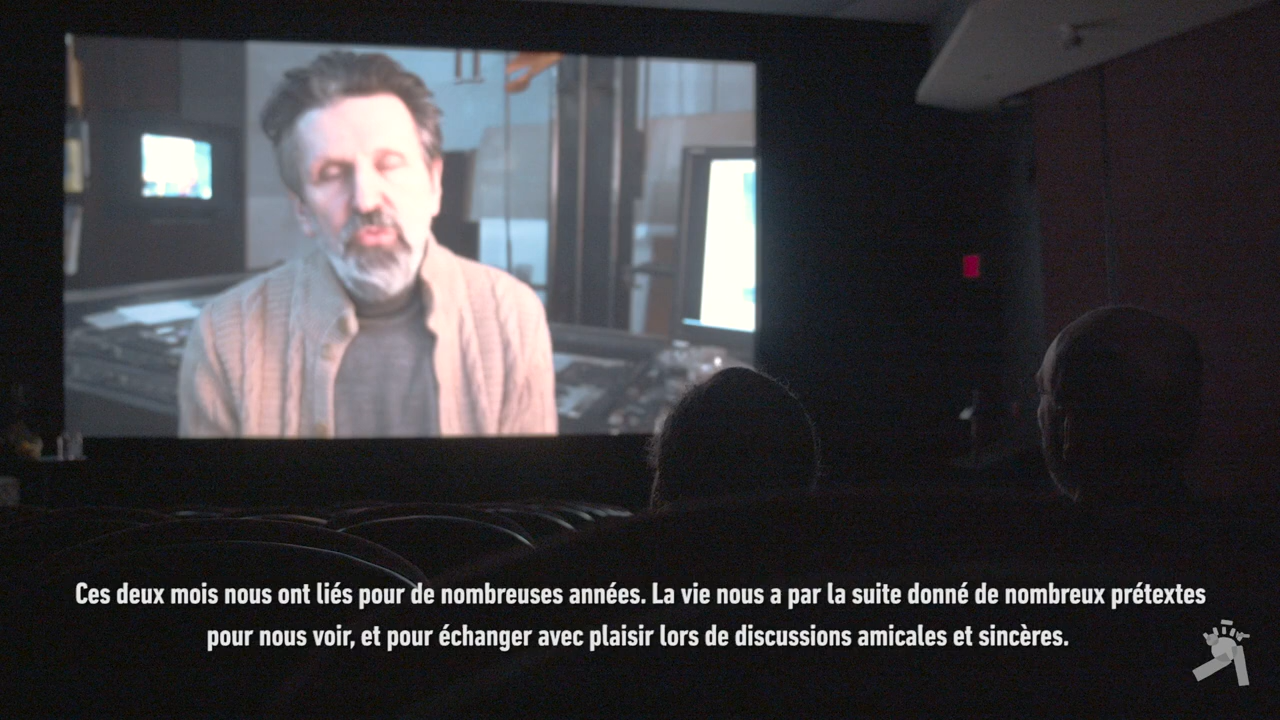 Ces deux mois nous ont liés pour de nombreuses années. La vie nous a par la suite donné de nombreux prétextes
pour nous voir, et pour échanger avec plaisir lors de discussions amicales et sincères.